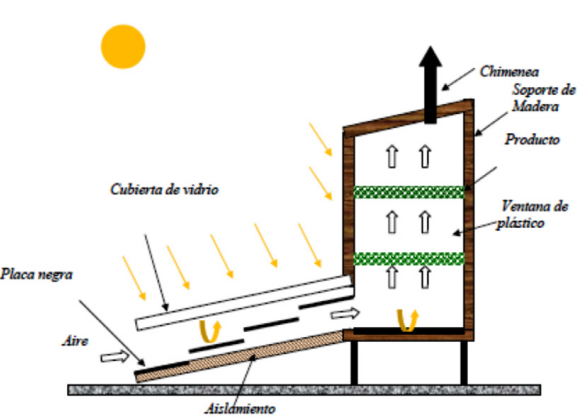 Chimenea
Soporte de
Madera
Producto
Cubierta de vidrio
Ventana de
plástico
Placa negra
Aire
Aislamiento